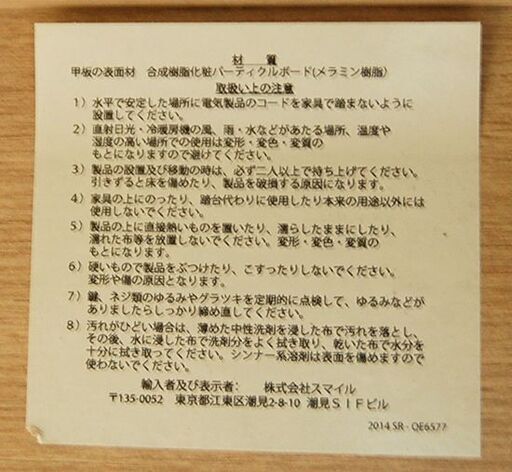 材　質
甲板の表面材　合成樹脂化粧パーティクルボード(メラミン樹脂)
取扱い上の注意
1）水平で安定した場所に電気製品のコードを家具で踏まないように
設置してください。
2）直射日光・冷暖房機の風、雨・水などがあたる場所、温度や
湿度の高い場所での使用は変形・変色・変質の
もとになりますので避けてください。
3）製品の設置及び移動の時は、必ず二人以上で持ち上げてください。
引きずると床を傷めたり、製品を破損する原因になります。
4）家具の上にのったり、踏台代わりに使用したり本来の用途以外には
使用しないでください。
5）製品の上に直接熱いものを置いたり、濡らしたままにしたり、
濡れた布等を放置しないでください。変形・変色・変質の
もとになります。
6）硬いもので製品をぶつけたり、こすったりしないでください。
変形や傷の原因となります。
7）鍵、ネジ類のゆるみやグラツキを定期的に点検して、ゆるみなどが
ありましたらしっかり締め直してください。
8）汚れがひどい場合は、薄めた中性洗剤を浸した布で汚れを落とし、
その後、水に浸した布で洗剤分をよく拭き取り、乾いた布で水分を
十分に拭き取ってください。シンナー系溶剤は表面を傷めますので
使わないでください。
輸入者及び表示者：　株式会社スマイル
〒135-0052　東京都江東区潮見2-8-10 潮見ＳＩＦビル
2014 SR - QE6577